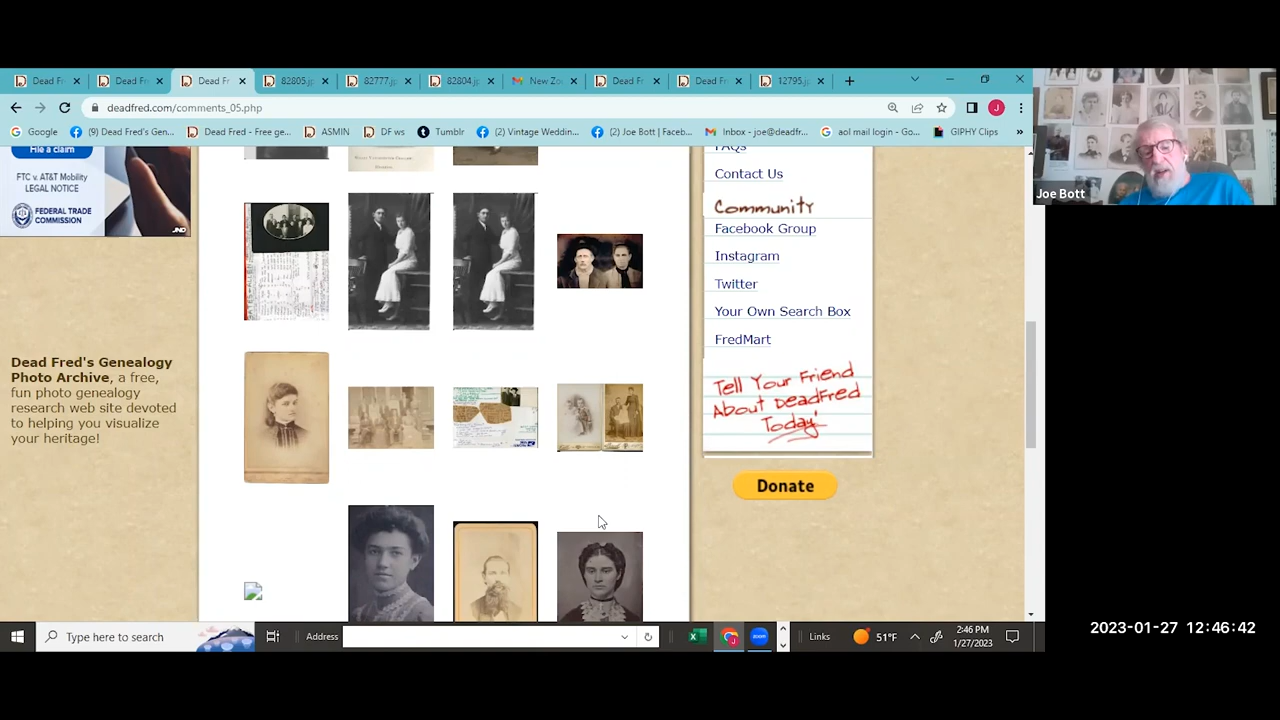 Dead Fr
Dead Fr
Dead Fr
82805.jp
82777.jp
82804.jp
New Zo
Dead Fr
Dead Fr
12795.jp
deadfred.com/comments_05.php
J
Google
(9) Dead Fred's Gen...
Dead Fred - Free ge...
ASMIN
DF ws
Tumblr
(2) Vintage Weddin...
(2) Joe Bott | Faceb...
Inbox - joe@deadfr...
aol mail login - Go...
GIPHY Clips
»
File a claim
FTC v. AT&T Mobility
LEGAL NOTICE
FEDERAL TRADE
COMMISSION
JND
Dead Fred's Genealogy
Photo Archive, a free,
fun photo genealogy
research web site devoted
to helping you visualize
your heritage!
FAQs
Contact Us
Community
Facebook Group
Instagram
Twitter
Your Own Search Box
FredMart
Tell Your Friend
About DeadFred
Today!
Donate
Joe Bott
Type here to search
Address
zoom
Links
51°F
2:46 PM
1/27/2023
2023-01-27 12:46:42